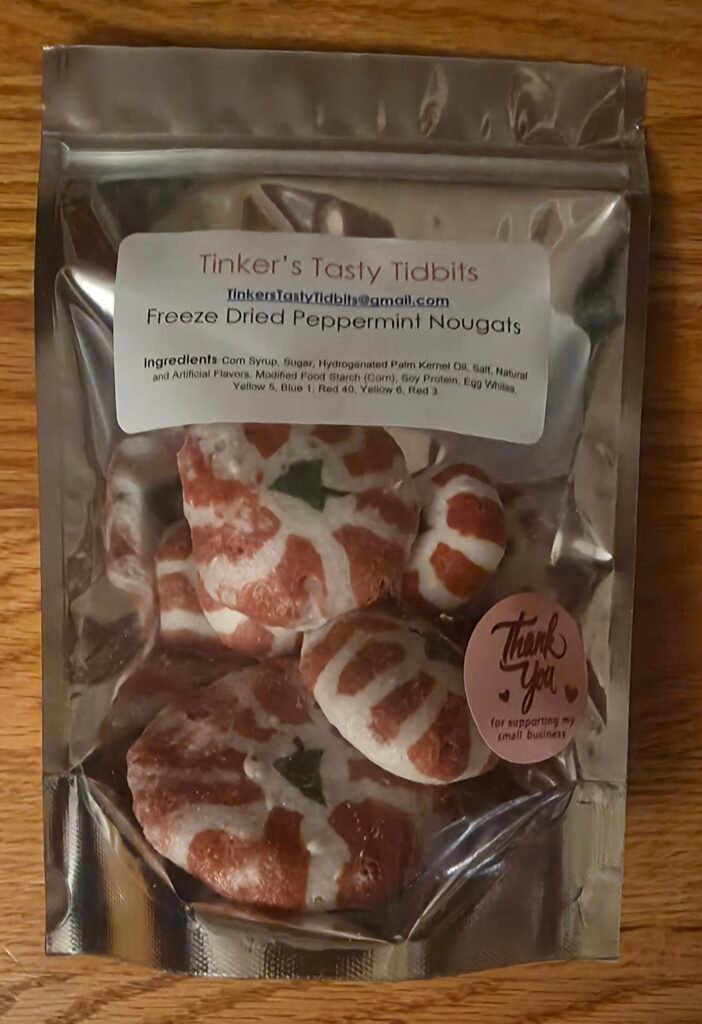 Tinker's Tasty Tidbits
TinkersTastyTidbits@gmail.com
Freeze Dried Peppermint Nougats
Ingredients: Corn Syrup, Sugar, Hydrogenated Palm Kernel Oil, Salt, Natural
and Artificial Flavors, Modified Food Starch (Corn), Soy Protein, Egg Whites,
Yellow 5, Blue 1, Red 40, Yellow 6, Red 3.
Thank
You
for supporting my
small business